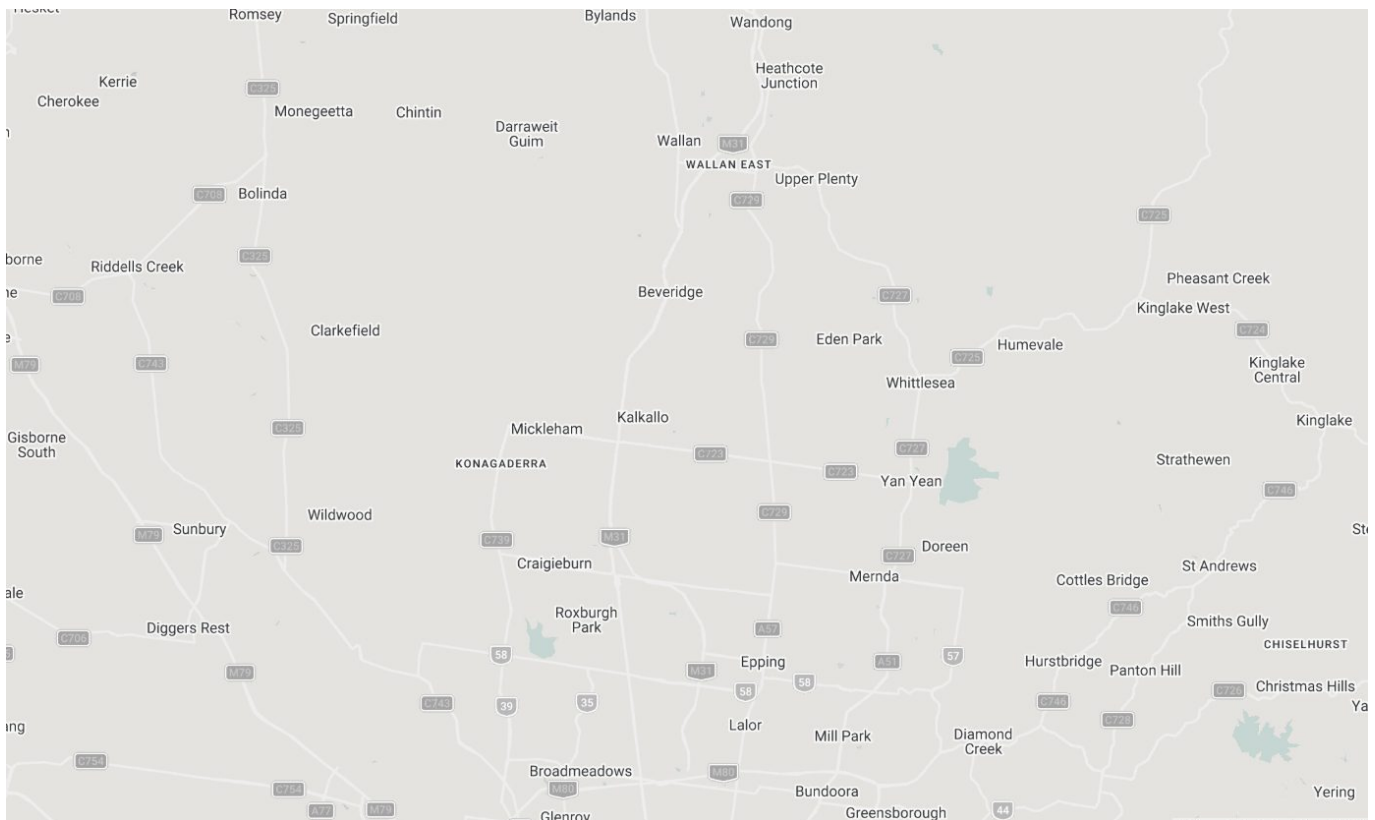 Romsey
Springfield
Bylands
Wandong
Kerrie
Cherokee
C325
Monegeetta
Chintin
Darraweit
Guim
Heathcote
Junction
Wallan
M31
WALLAN EAST
Upper Plenty
C708
Bolinda
C729
C725
borne
Riddells Creek
C325
C708
Beveridge
C727
Pheasant Creek
Kinglake West
C724
Clarkefield
C729
Eden Park
Humevale
C725
M79
C743
Whittlesea
Kinglake
Central
Kalkallo
Kinglake
C325
Mickleham
Gisborne
South
C723
C727
KONAGADERRA
C723
Strathewen
Yan Yean
C746
Wildwood
C729
Sunbury
M79
C325
C739
M31
Doreen
C727
Craigieburn
Mernda
St Andrews
Cottles Bridge
ale
C746
Roxburgh
Park
Smiths Gully
Diggers Rest
C706
A57
CHISELHURST
58
57
Epping
A51
Hurstbridge
Panton Hill
M79
M31
58
58
C726
Christmas Hills
C743
39
35
C746
C728
Ya
ang
Lalor
Mill Park
Diamond
Creek
C754
Broadmeadows
M80
C754
M80
Bundoora
Yering
A77
M79
Glenroy
Greensborough
44